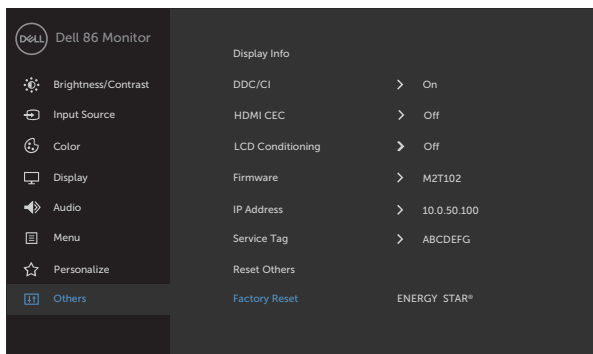 DELL Dell 86 Monitor
Display Info
Brightness/Contrast DDC/CI On
Input Source HDMI CEC Off
Color LCD Conditioning Off
Display Firmware M2T102
Audio IP Address 10.0.50.100
Menu Service Tag ABCDEFG
Personalize Reset Others
Others Factory Reset ENERGY STAR®